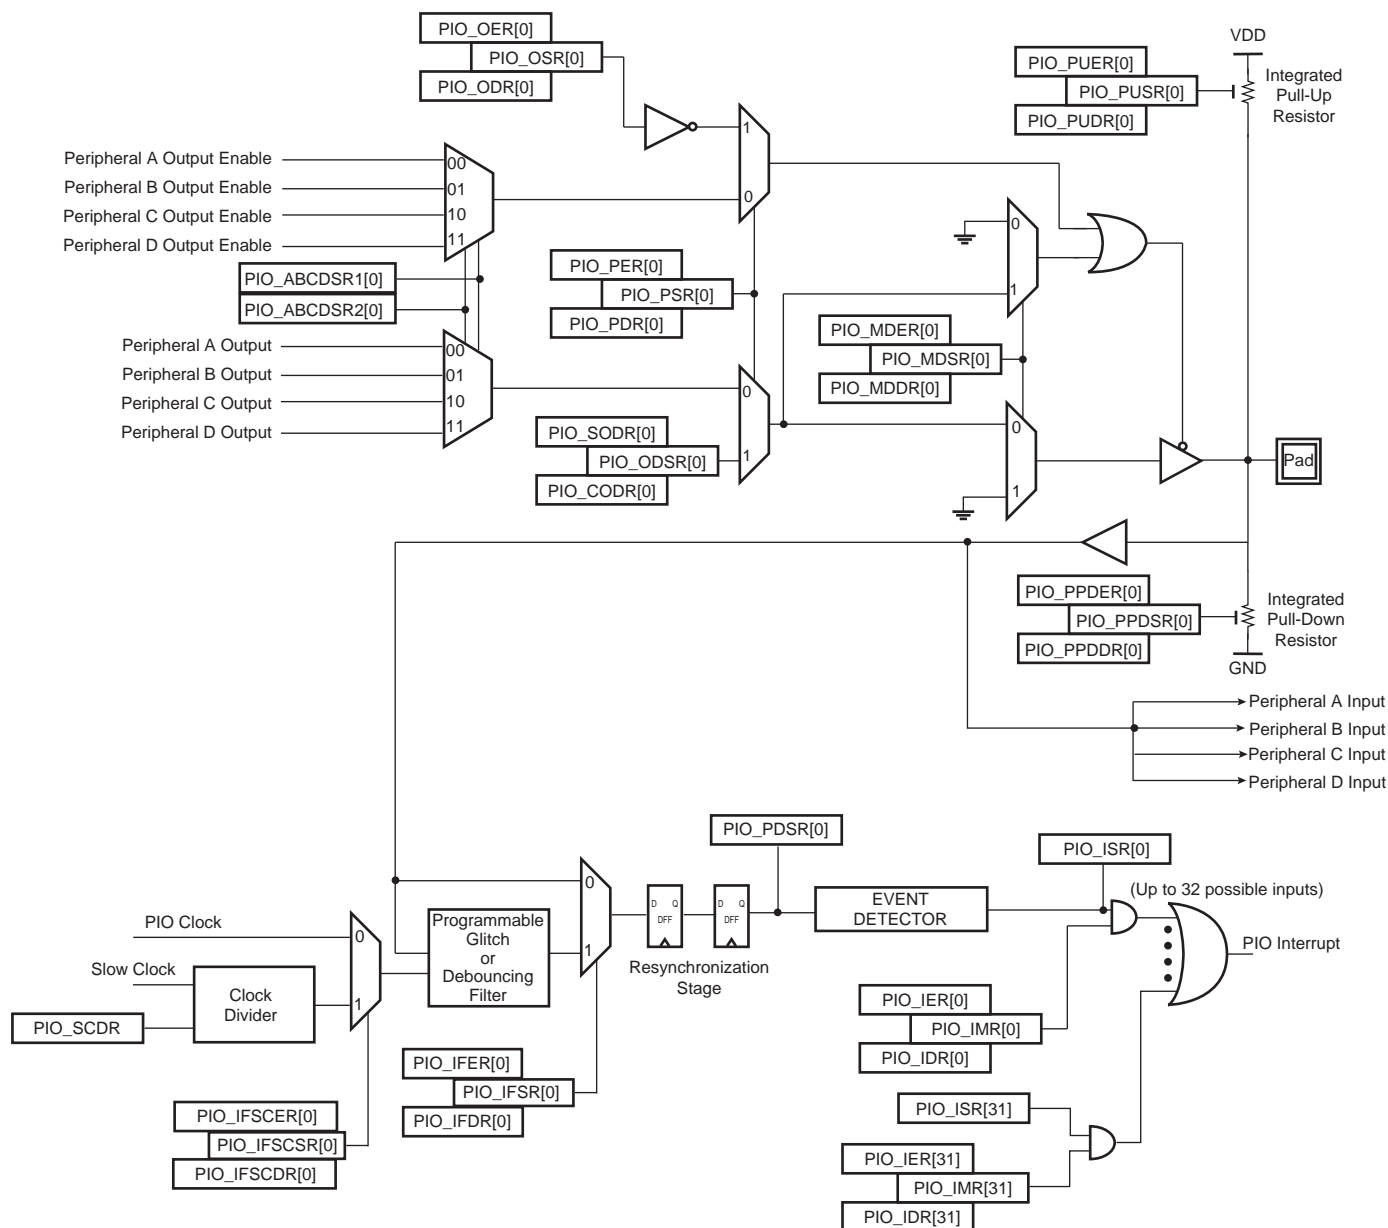 PIO_OER[0]
PIO_OSR[0]
PIO_ODR[0]
VDD
PIO_PUER[0]
PIO_PUSR[0]
PIO_PUDR[0]
Integrated
Pull-Up
Resistor
1
0
Peripheral A Output Enable
Peripheral B Output Enable
Peripheral C Output Enable
Peripheral D Output Enable
00
01
10
11
PIO_ABCDSR1[0]
PIO_ABCDSR2[0]
PIO_PER[0]
PIO_PSR[0]
PIO_PDR[0]
0
1
PIO_MDER[0]
PIO_MDSR[0]
PIO_MDDR[0]
Peripheral A Output
Peripheral B Output
Peripheral C Output
Peripheral D Output
00
01
10
11
0
1
PIO_SODR[0]
PIO_ODSR[0]
PIO_CODR[0]
0
1
Pad
PIO_PPDER[0]
PIO_PPDSR[0]
PIO_PPDDR[0]
Integrated
Pull-Down
Resistor
GND
Peripheral A Input
Peripheral B Input
Peripheral C Input
Peripheral D Input
PIO_PDSR[0]
PIO_ISR[0]
(Up to 32 possible inputs)
PIO Clock
Slow Clock
Clock
Divider
PIO_SCDR
0
1
Programmable
Glitch
or
Debouncing
Filter
0
1
D Q
DFF
D Q
DFF
Resynchronization
Stage
EVENT
DETECTOR
PIO Interrupt
PIO_IER[0]
PIO_IMR[0]
PIO_IDR[0]
PIO_IFER[0]
PIO_IFSR[0]
PIO_IFDR[0]
PIO_IFSCER[0]
PIO_IFSCSR[0]
PIO_IFSCDR[0]
PIO_ISR[31]
PIO_IER[31]
PIO_IMR[31]
PIO_IDR[31]